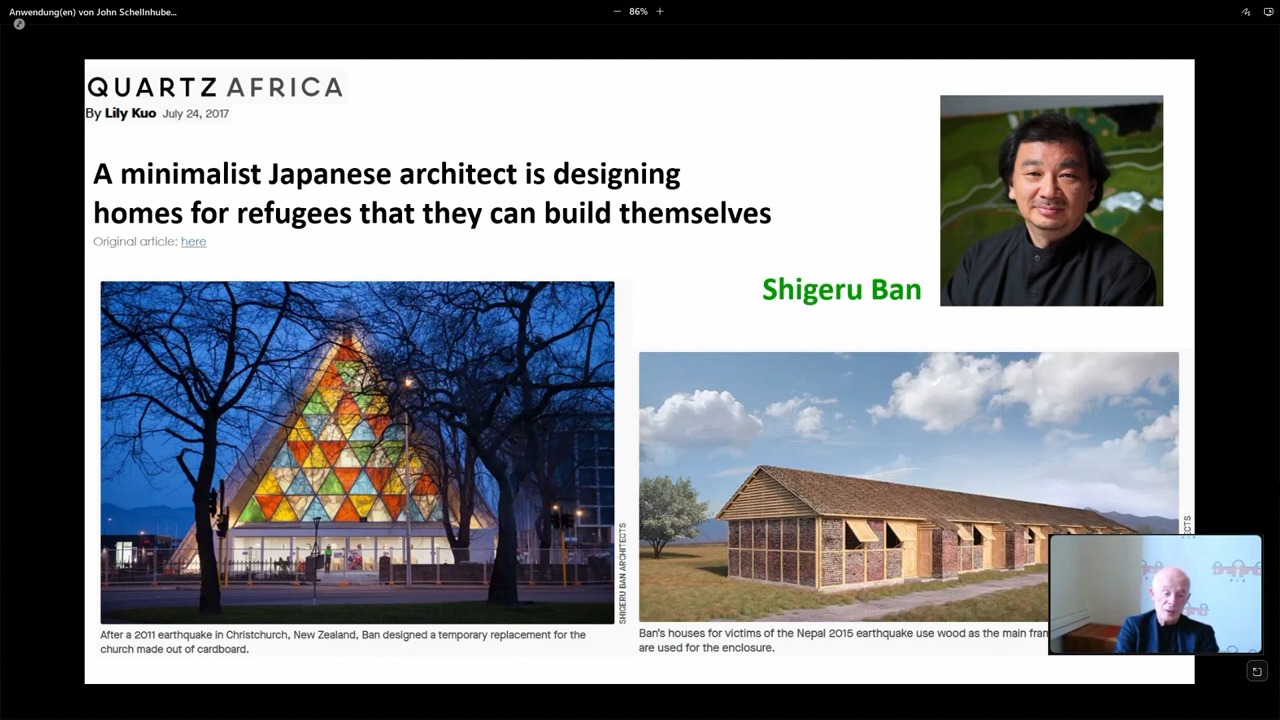 Anwendung(en) von John Schellnhube...
86%
QUARTZ AFRICA
By Lily Kuo July 24, 2017
A minimalist Japanese architect is designing
homes for refugees that they can build themselves
Original article: here
Shigeru Ban
SHIGERU BAN ARCHITECTS
After a 2011 earthquake in Christchurch, New Zealand, Ban designed a temporary replacement for the
church made out of cardboard.
Ban's houses for victims of the Nepal 2015 earthquake use wood as the main
are used for the enclosure.